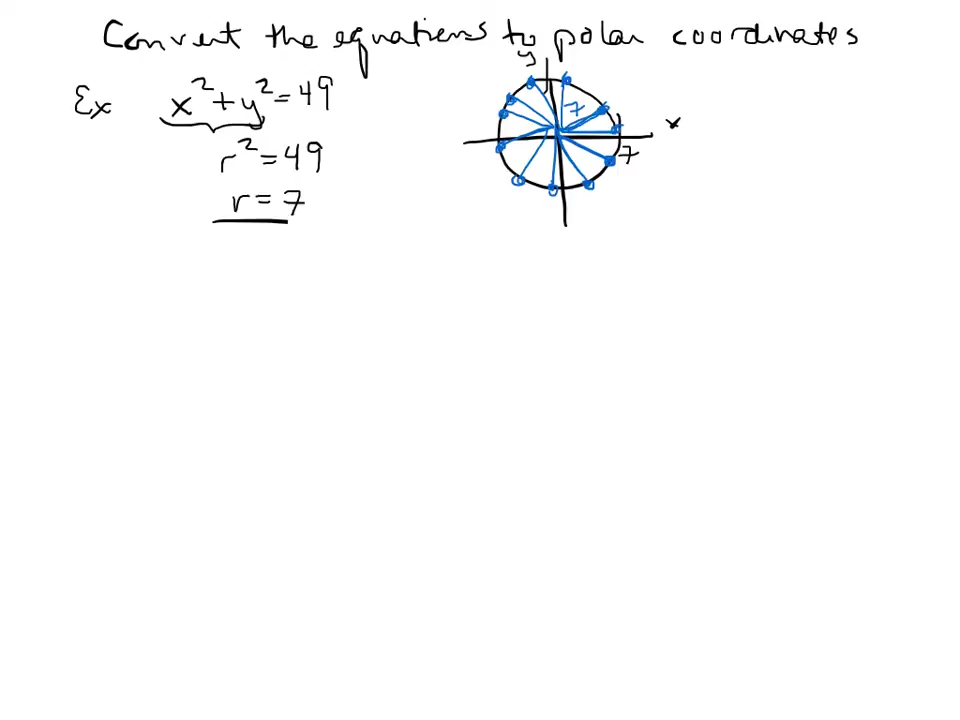 Convert the equations to polar coordinates
Ex x²+y²=49
r²=49
r=7
y
7
x
7